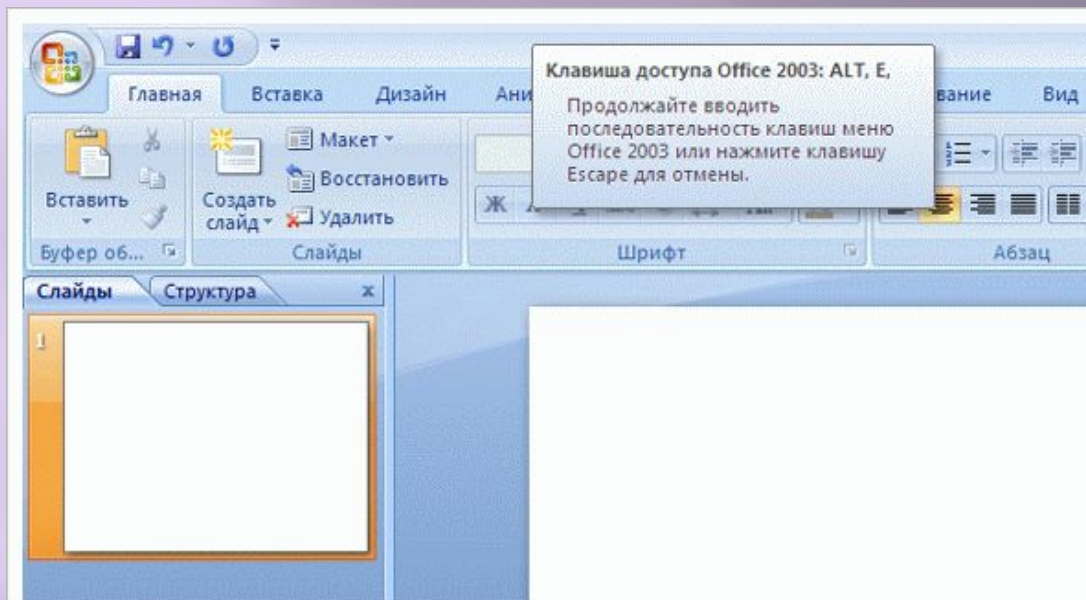 Клавиша доступа Office 2003: ALT, E,
Продолжайте вводить
последовательность клавиш меню
Office 2003 или нажмите клавишу
Escape для отмены.
Главная Вставка Дизайн Ани вание Вид
Макет
Восстановить
Вставить Создать
слайд Удалить
Ж
Буфер об... Слайды Шрифт Абзац
Слайды Структура
1